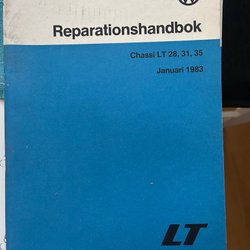 Reparationshandbok
Chassi LT 28, 31, 35
Januari 1983
LT